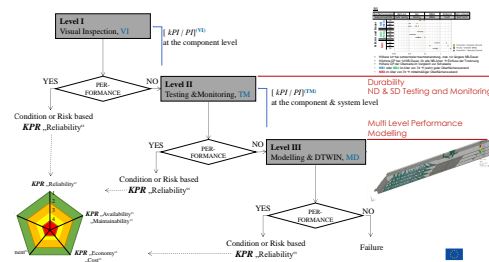 Level I
Visual Inspection, VI
[ kPI / PI](VI)
at the component level
YES
PER-
FORMANCE
NO
Level II
Testing &Monitoring, TM
[ kPI / PI](TM)
at the component & system level
Durability
ND & SD Testing and Monitoring
Condition or Risk based
KPR „Reliability“
YES
PER-
FORMANCE
NO
Level III
Modelling & DTWIN, MD
Multi Level Performance
Modelling
Condition or Risk based
KPR „Reliability“
KPR „Reliability“
KPR „Availability“
„Maintainability“
YES
PER-
FORMANCE
NO
Condition or Risk based
KPR „Reliability“
Failure
KPR „Economy“
„Cost“